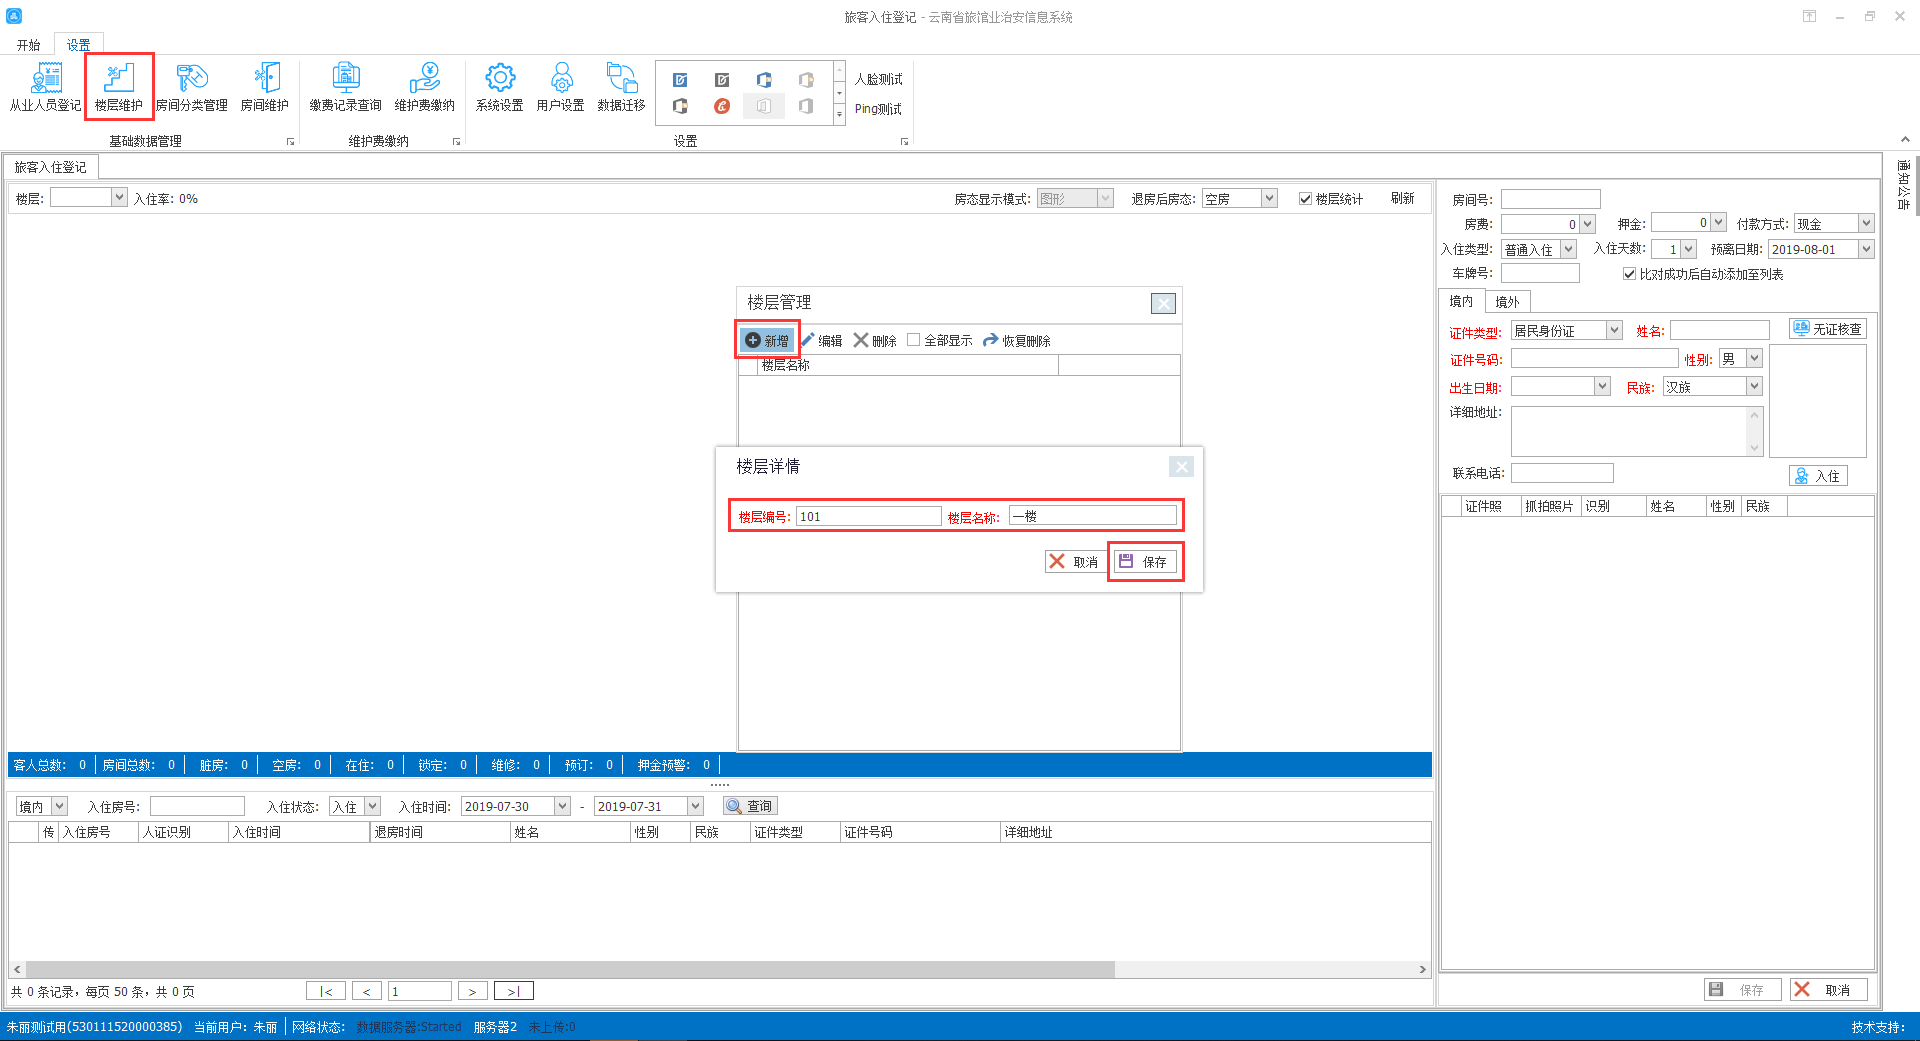 旅客入住登记 - 云南省旅馆业治安信息系统
开始 设置
从业人员登记 楼层维护 房间分类管理 房间维护 缴费记录查询 维护费缴纳 系统设置 用户设置 数据迁移 人脸测试
Ping测试
基础数据管理 维护费缴纳 设置
旅客入住登记
通知公告
楼层: 入住率: 0% 房态显示模式: 图形 退房后房态: 空房 楼层统计 刷新
房间号:
房费: 0 押金: 0 付款方式: 现金
入住类型: 普通入住 入住天数: 1 预离日期: 2019-08-01
车牌号: 比对成功后自动添加至列表
境内 境外
证件类型: 居民身份证 姓名: 无证核查
证件号码: 性别: 男
出生日期: 民族: 汉族
详细地址:
联系电话: 入住
证件照 抓拍照片 识别 姓名 性别 民族
楼层管理
新增 编辑 删除 全部显示 恢复删除
楼层名称
楼层详情
楼层编号: 101 楼层名称: 一楼
取消 保存
客人总数: 0 房间总数: 0 脏房: 0 空房: 0 在住: 0 锁定: 0 维修: 0 预订: 0 押金预警: 0
境内 入住房号: 入住状态: 入住 入住时间: 2019-07-30 - 2019-07-31 查询
传 入住房号 人证识别 入住时间 退房时间 姓名 性别 民族 证件类型 证件号码 详细地址
共 0 条记录，每页 50 条，共 0 页 |< < 1 > >|
保存 取消
朱丽测试用(530111520000385) 当前用户: 朱丽 网络状态: 数据服务器:Started 服务器2 未上传:0 技术支持: